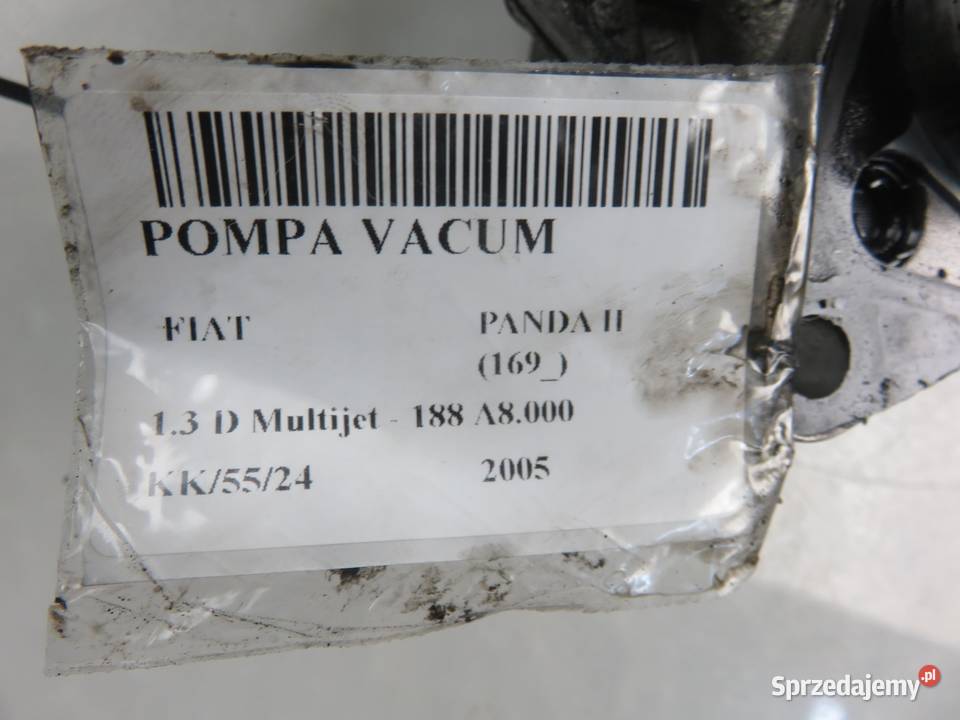 POMPA VACUM
FIAT PANDA II
(169_)
1.3 D Multijet - 188 A8.000
KK/55/24 2005
Sprzedajemy.pl